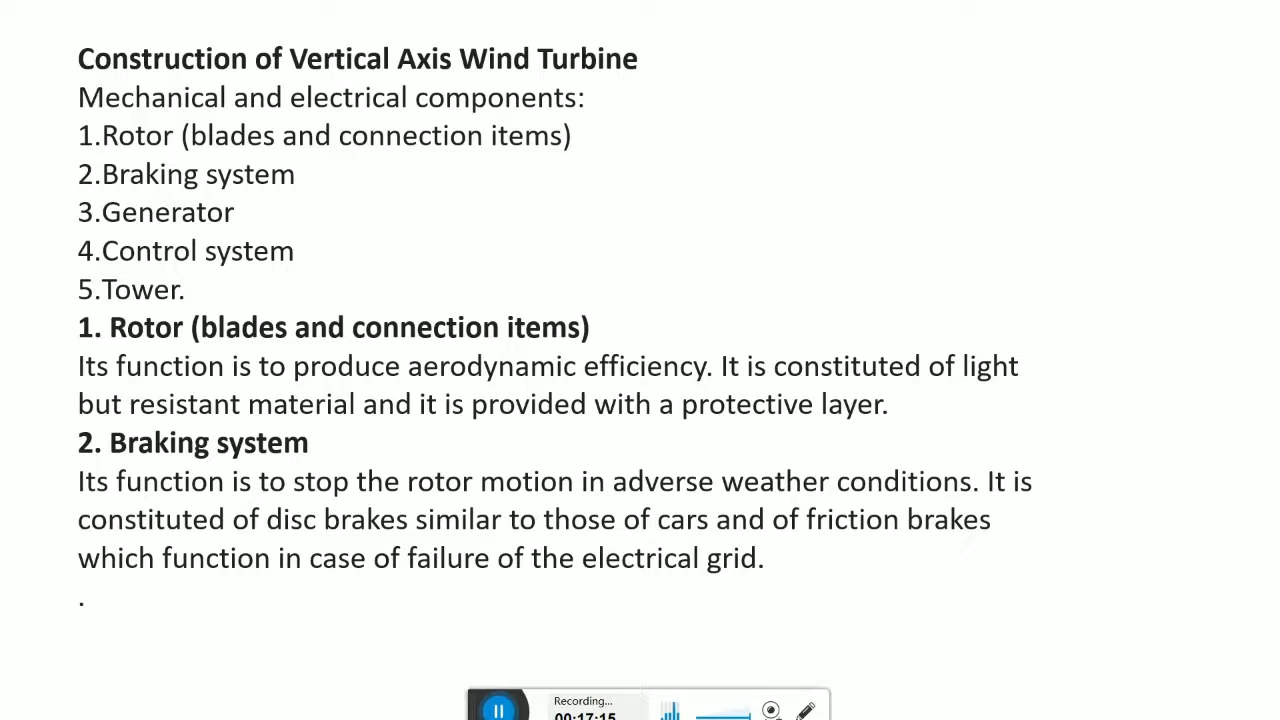 Construction of Vertical Axis Wind Turbine
Mechanical and electrical components:
1.Rotor (blades and connection items)
2.Braking system
3.Generator
4.Control system
5.Tower.
1. Rotor (blades and connection items)
Its function is to produce aerodynamic efficiency. It is constituted of light
but resistant material and it is provided with a protective layer.
2. Braking system
Its function is to stop the rotor motion in adverse weather conditions. It is
constituted of disc brakes similar to those of cars and of friction brakes
which function in case of failure of the electrical grid.
.
Recording...
00:17:15